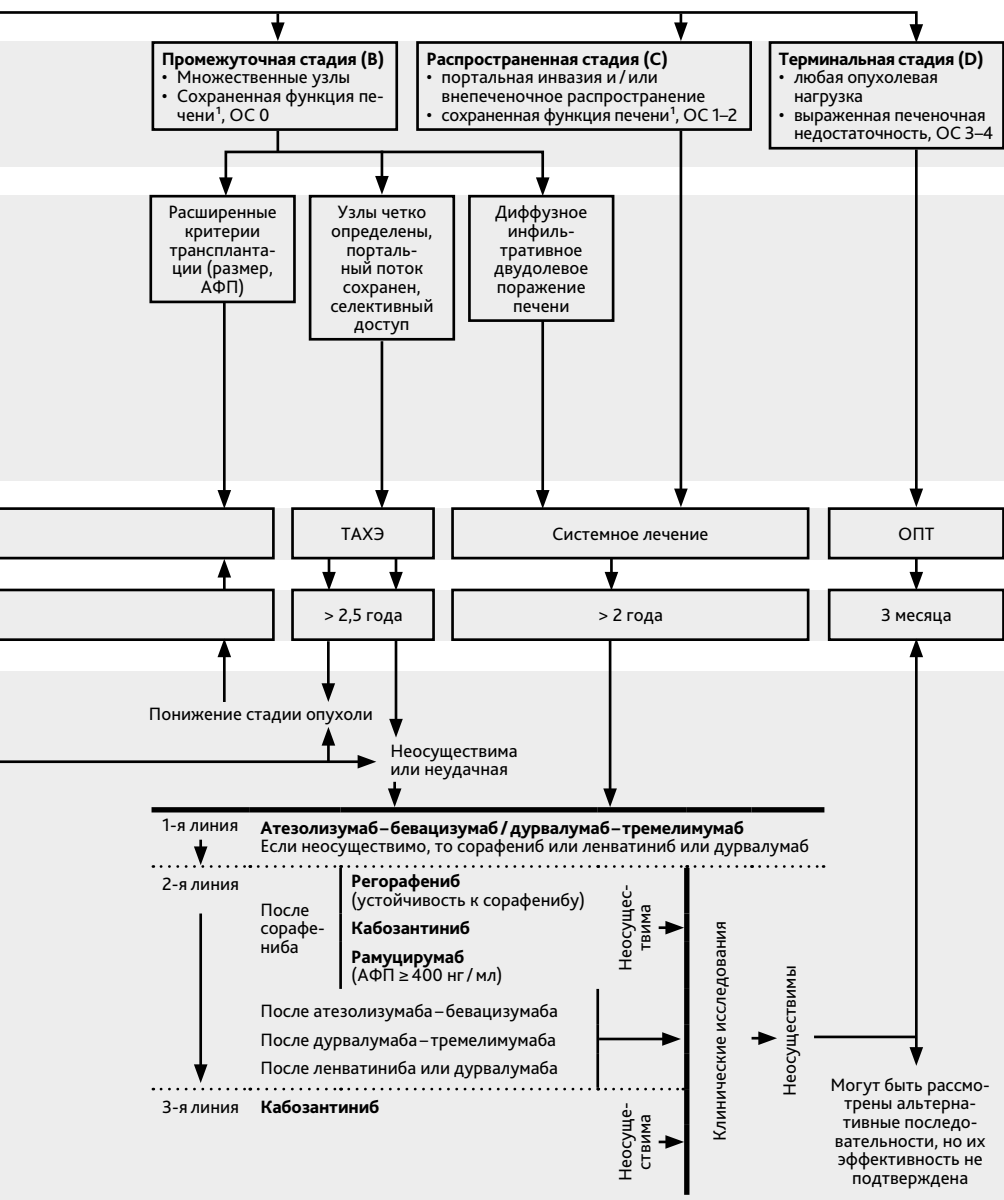 Промежуточная стадия (B)
• Множественные узлы
• Сохраненная функция пе-
чени¹, ОС 0
Распространенная стадия (C)
• портальная инвазия и / или
внепеченочное распространение
• сохраненная функция печени¹, ОС 1–2
Терминальная стадия (D)
• любая опухолевая
нагрузка
• выраженная печеночная
недостаточность, ОС 3–4
Расширенные
критерии
трансплантa-
ции (размер,
АФП)
Узлы четко
определены,
порталь-
ный поток
сохранен,
селективный
доступ
Диффузное
инфиль-
тративное
двудолевое
поражение
печени
ТАХЭ
Системное лечение
ОПТ
> 2,5 года
> 2 года
3 месяца
Понижение стадии опухоли
Неосуществима
или неудачная
1-я линия
Атезолизумаб – бевацизумаб / дурвалумаб – тремелимумаб
Если неосуществимо, то сорафениб или ленватиниб или дурвалумаб
2-я линия
После
сорафе-
ниба
Регорафениб
(устойчивость к сорафенибу)
Кабозантиниб
Рамуцирумаб
(АФП ≥ 400 нг / мл)
Неосущес-
твима
После атезолизумаба – бевацизумаба
После дурвалумаба – тремелимумаба
После ленватиниба или дурвалумаба
3-я линия
Кабозантиниб
Неосуще-
ствима
Клинические исследования
Неосуществимы
Могут быть рассмо-
трены альтерна-
тивные последо-
вательности, но их
эффективность не
подтверждена